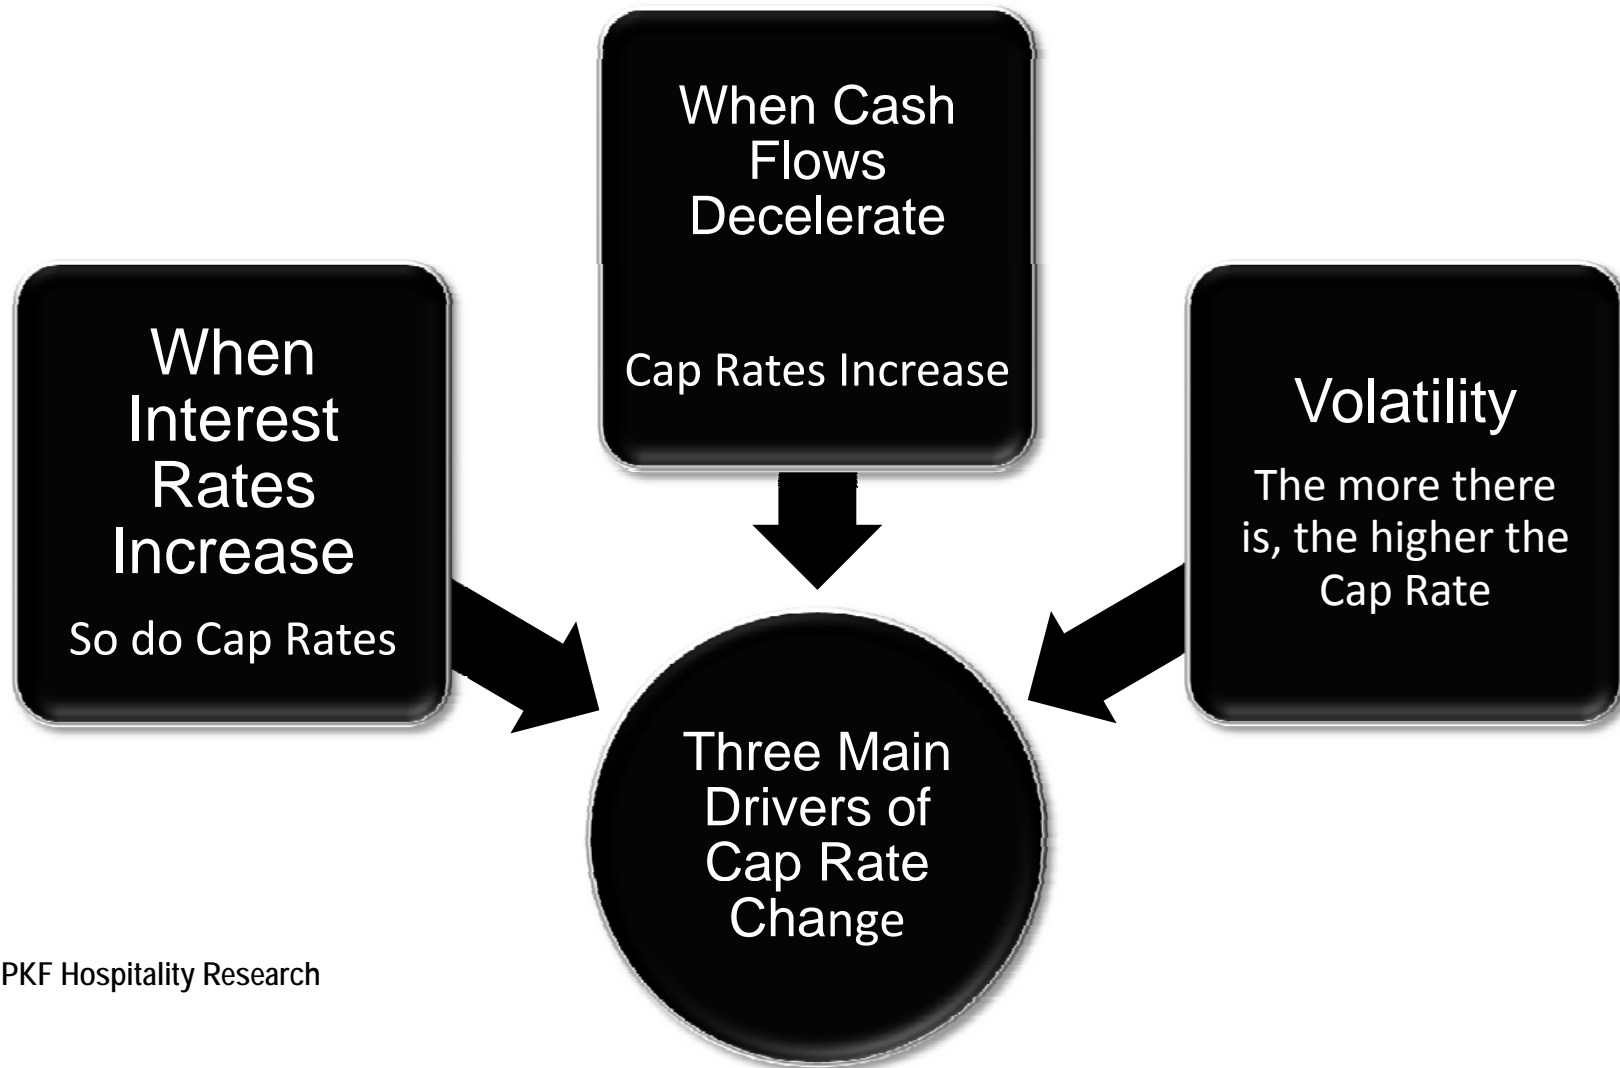 When
Interest
Rates
Increase
So do Cap Rates
When Cash
Flows
Decelerate
Cap Rates Increase
Volatility
The more there
is, the higher the
Cap Rate
Three Main
Drivers of
Cap Rate
Change
PKF Hospitality Research